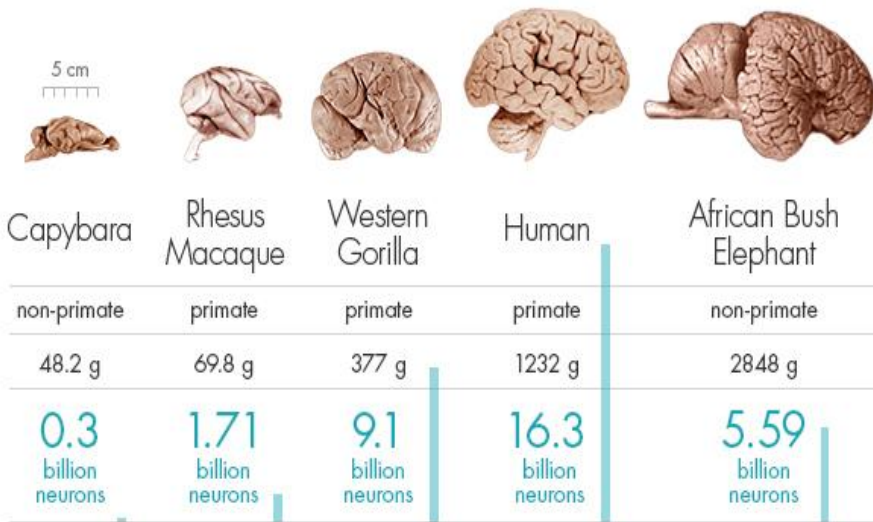 5 cm
Capybara
Rhesus
Macaque
Western
Gorilla
Human
African Bush
Elephant
non-primate primate primate primate non-primate
48.2 g 69.8 g 377 g 1232 g 2848 g
0.3 1.71 9.1 16.3 5.59
billion billion billion billion billion
neurons neurons neurons neurons neurons